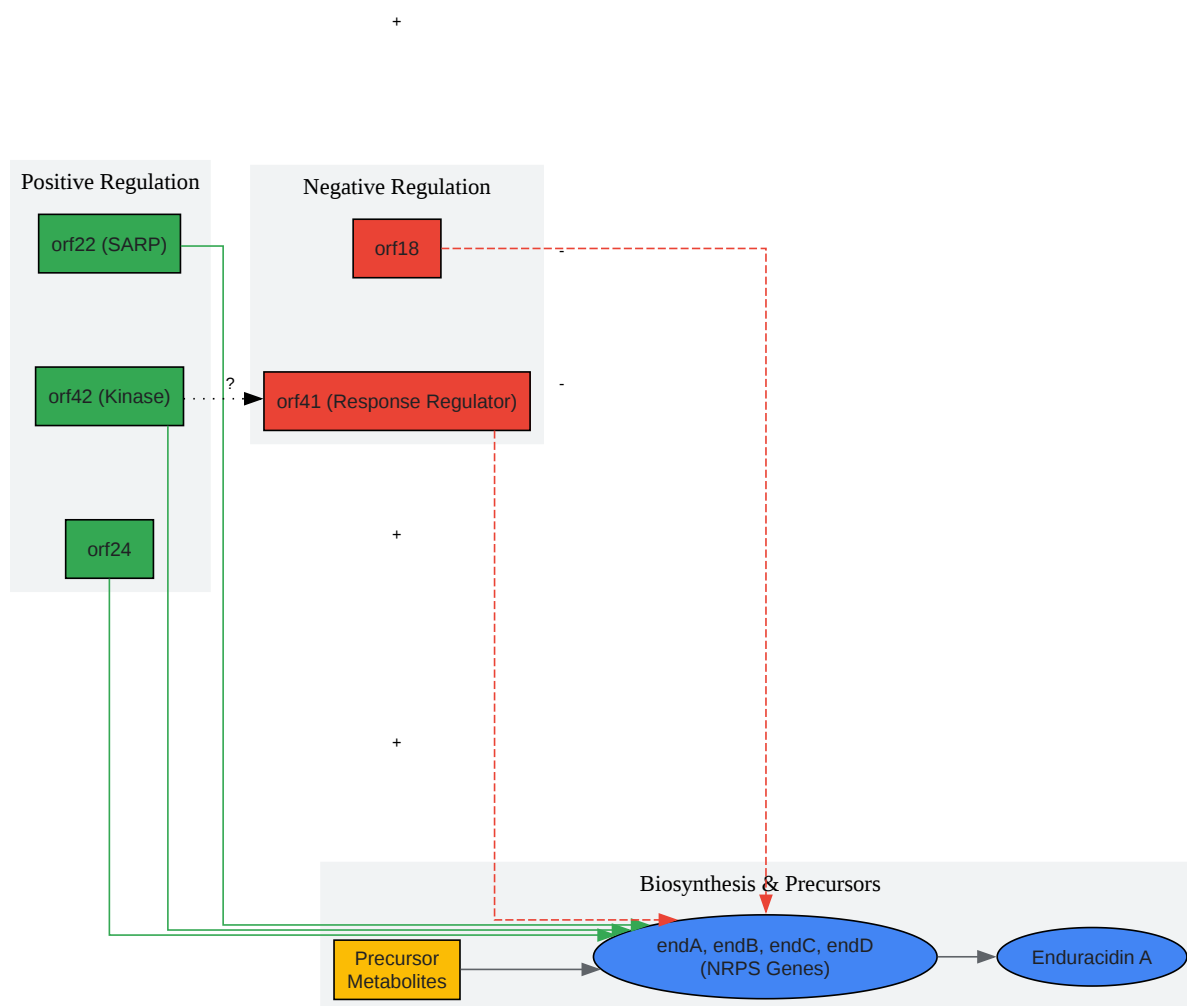 +
Positive Regulation
Negative Regulation
orf22 (SARP)
orf18
-
orf42 (Kinase)
?
orf41 (Response Regulator)
-
orf24
+
+
Biosynthesis & Precursors
Precursor
Metabolites
endA, endB, endC, endD
(NRPS Genes)
Enduracidin A